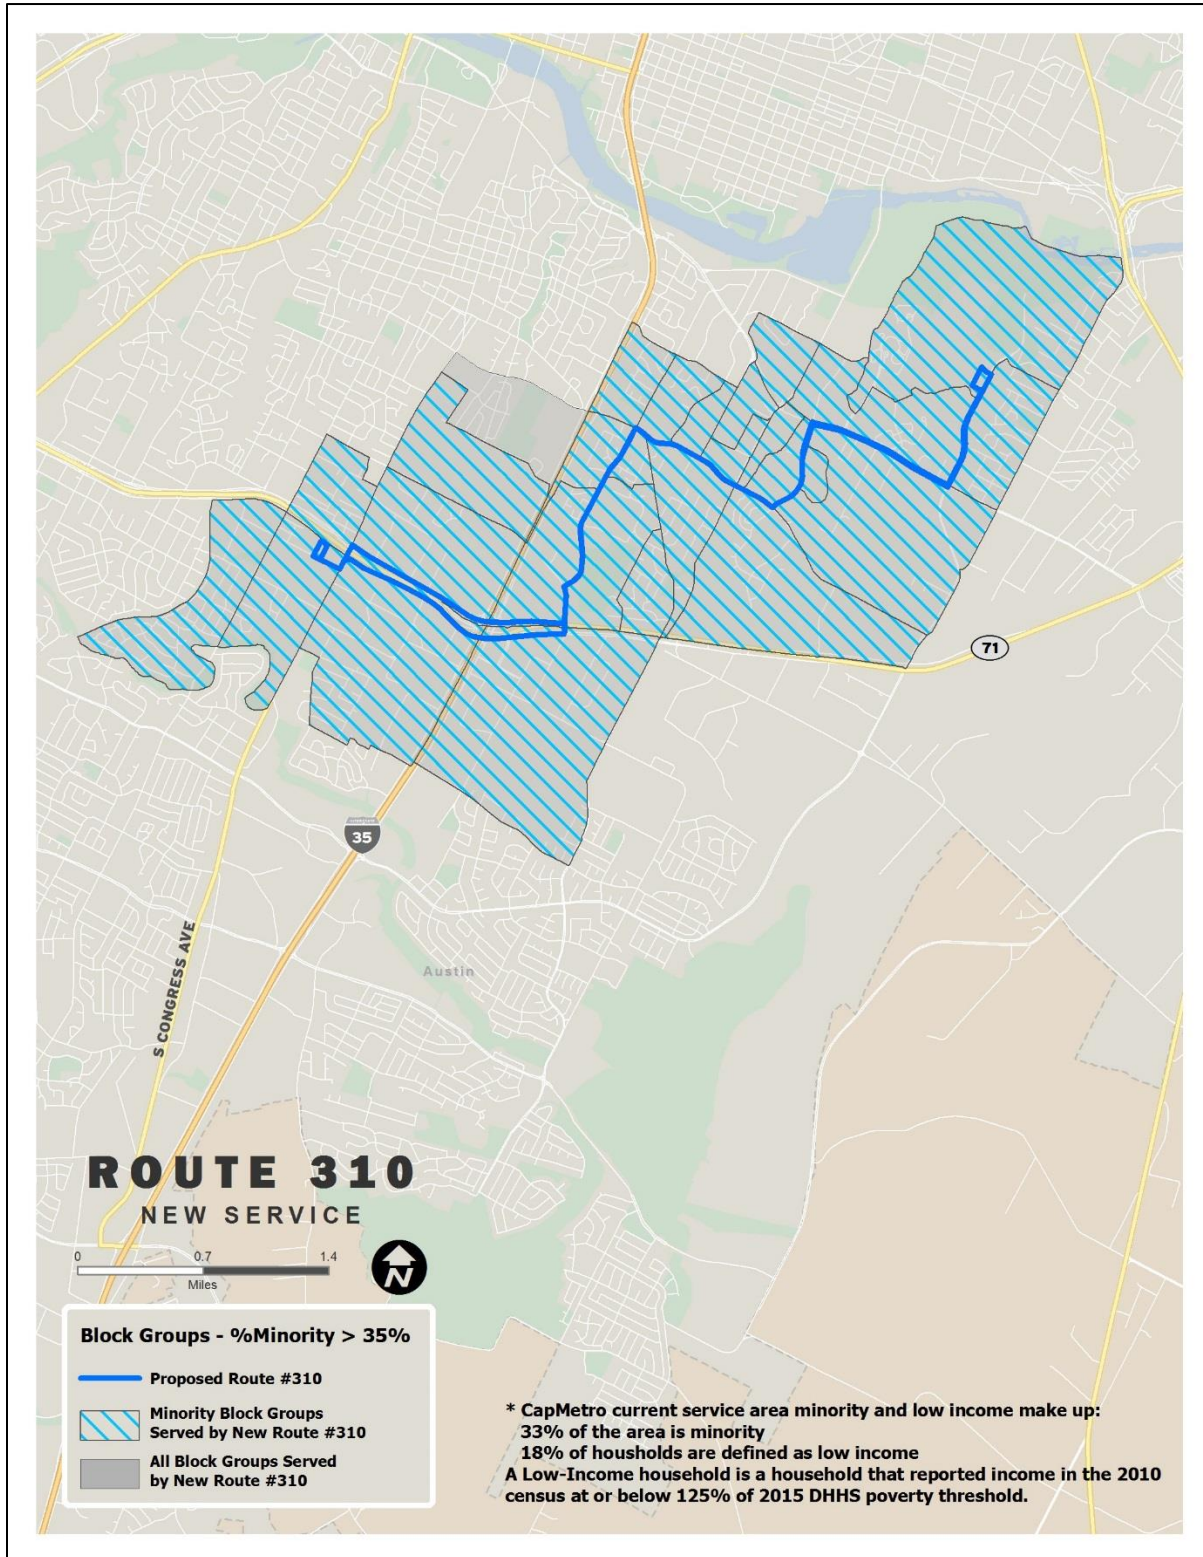 71
35
S CONGRESS AVE
Austin
ROUTE 310
NEW SERVICE
0 0.7 1.4
Miles
N
Block Groups - %Minority > 35%
Proposed Route #310
Minority Block Groups
Served by New Route #310
All Block Groups Served
by New Route #310
* CapMetro current service area minority and low income make up:
33% of the area is minority
18% of housholds are defined as low income
A Low-Income household is a household that reported income in the 2010
census at or below 125% of 2015 DHHS poverty threshold.